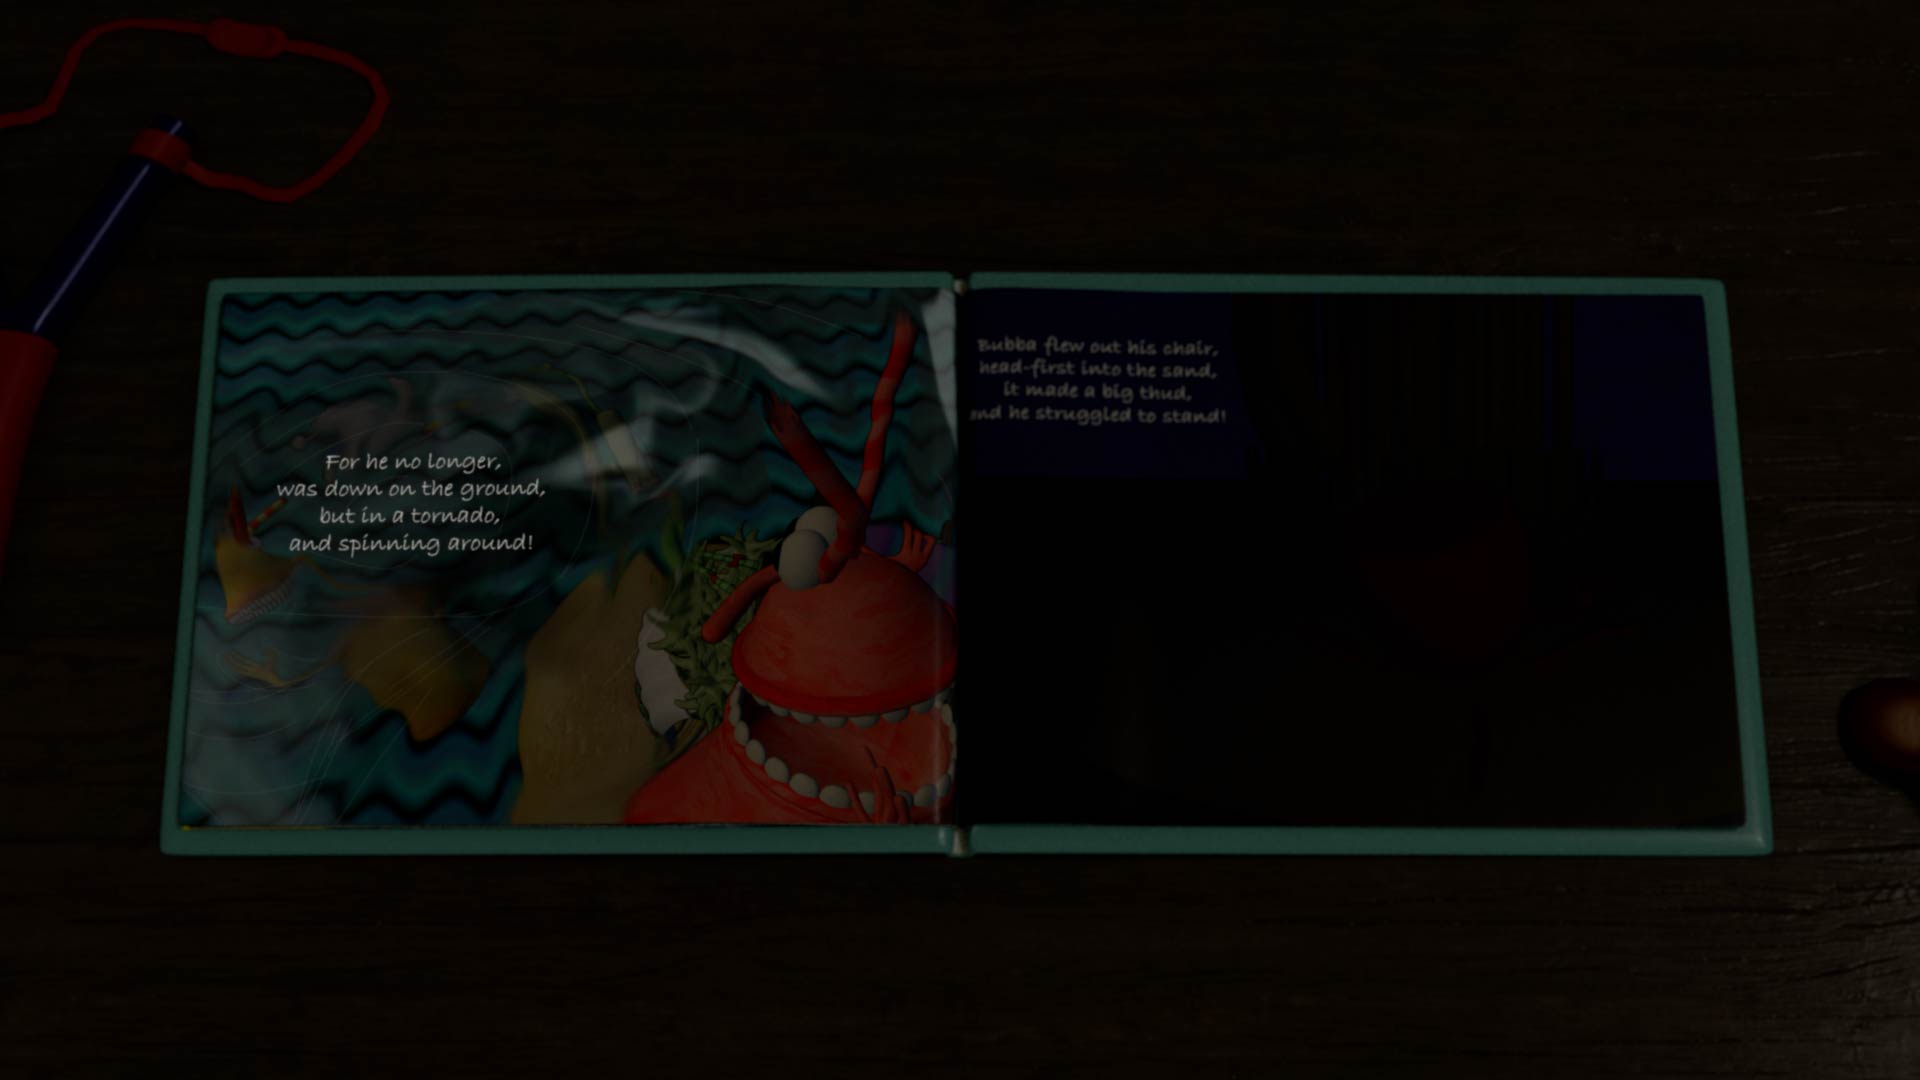 For he no longer,
was down on the ground,
but in a tornado,
and spinning around!
Bubba flew out his chair,
head-first into the sand,
it made a big thud,
and he struggled to stand!